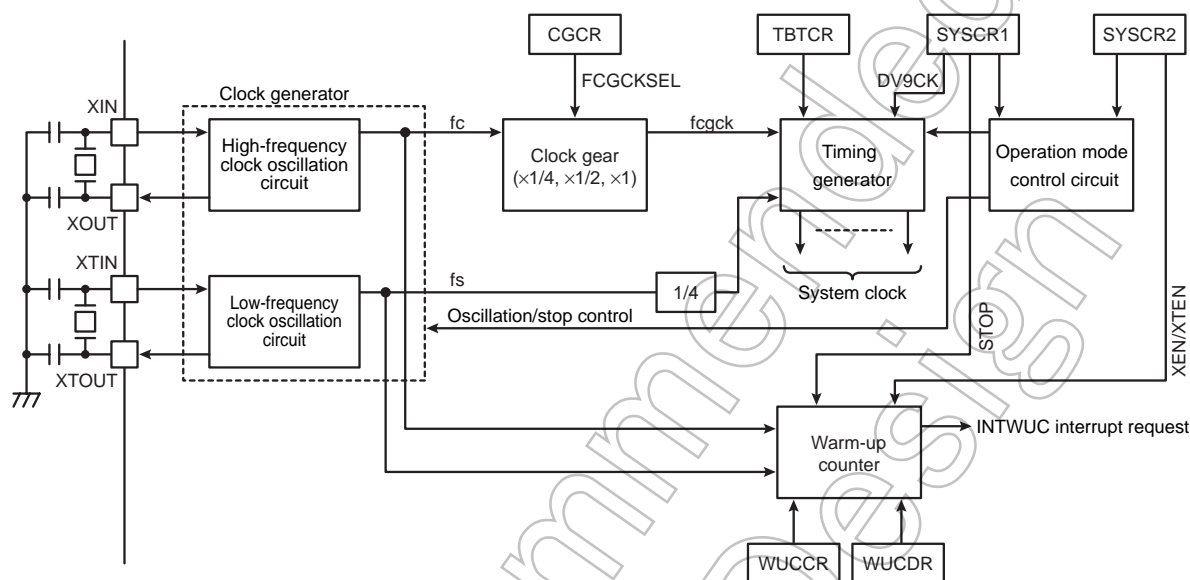 CGCR
TBTCR
SYSCR1
SYSCR2
FCGCKSEL
DV9CK
XIN
Clock generator
High-frequency
clock oscillation
circuit
fc
Clock gear
(×1/4, ×1/2, ×1)
fcgck
Timing
generator
Operation mode
control circuit
XOUT
XTIN
Low-frequency
clock oscillation
circuit
fs
1/4
System clock
Oscillation/stop control
STOP
XEN/XTEN
XTOUT
Warm-up
counter
INTWUC interrupt request
WUCCR
WUCDR